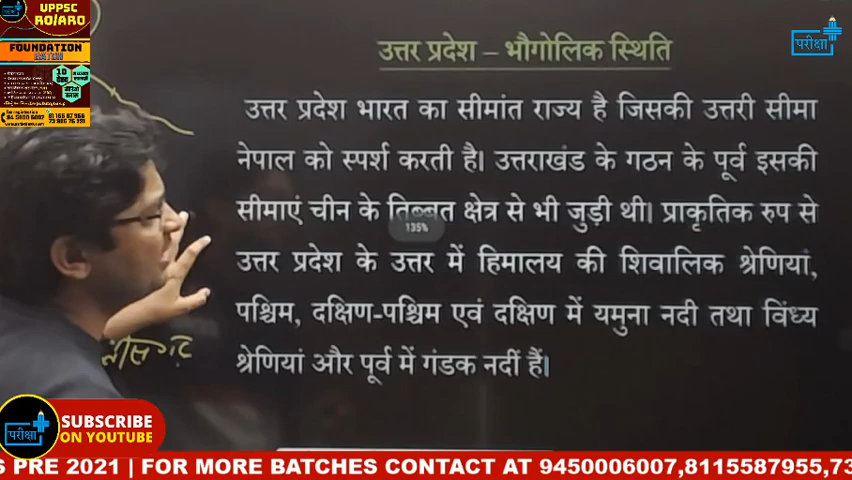 UPPSC
RO/ARO
FOUNDATION
BATCH
परीक्षा
उत्तर प्रदेश – भौगोलिक स्थिति
उत्तर प्रदेश भारत का सीमांत राज्य है जिसकी उत्तरी सीमा
नेपाल को स्पर्श करती है। उत्तराखंड के गठन के पूर्व इसकी
सीमाएं चीन के तिब्बत क्षेत्र से भी जुड़ी थी। प्राकृतिक रुप से
135%
उत्तर प्रदेश के उत्तर में हिमालय की शिवालिक श्रेणियां,
पश्चिम, दक्षिण-पश्चिम एवं दक्षिण में यमुना नदी तथा विंध्य
श्रेणियां और पूर्व में गंडक नदीं हैं।
परीक्षा
SUBSCRIBE
ON YOUTUBE
S PRE 2021 | FOR MORE BATCHES CONTACT AT 9450006007,8115587955,73